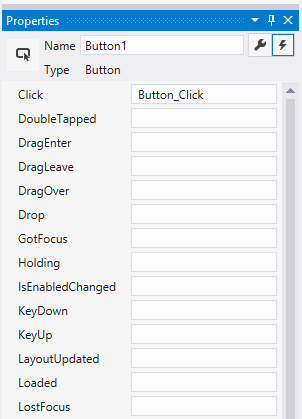 Properties
Name Button1
Type Button
Click Button_Click
DoubleTapped
DragEnter
DragLeave
DragOver
Drop
GotFocus
Holding
IsEnabledChanged
KeyDown
KeyUp
LayoutUpdated
Loaded
LostFocus